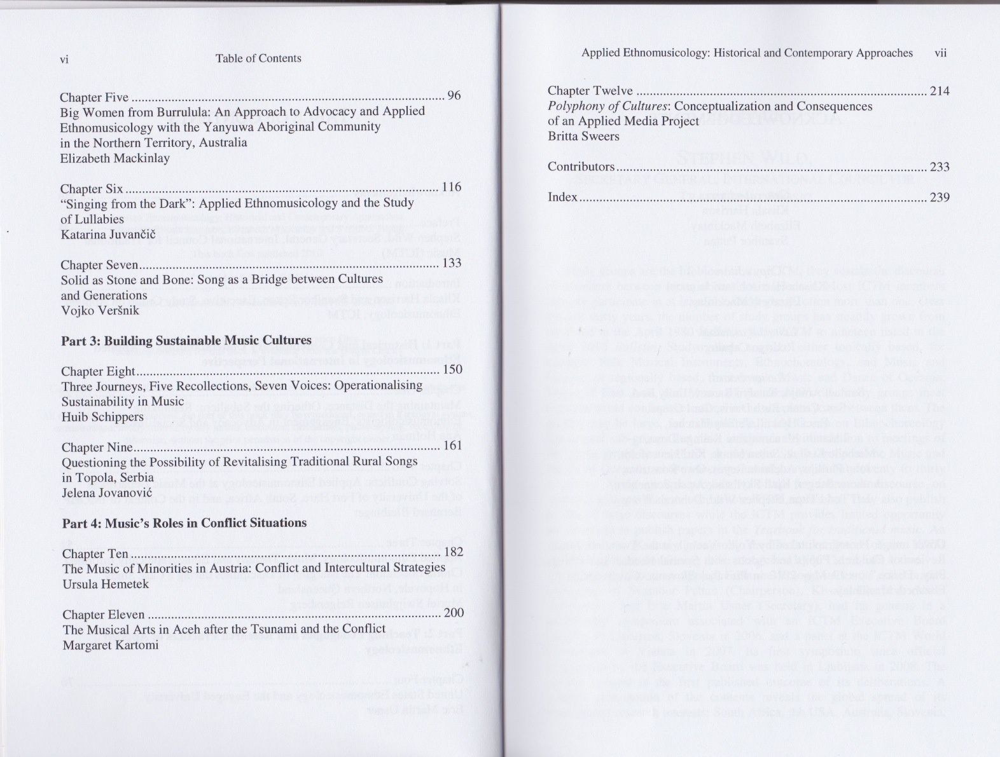 vi Table of Contents
Chapter Five ........................................................................ 96
Big Women from Burrulula: An Approach to Advocacy and Applied
Ethnomusicology with the Yanyuwa Aboriginal Community
in the Northern Territory, Australia
Elizabeth Mackinlay
Chapter Six ........................................................................ 116
“Singing from the Dark”: Applied Ethnomusicology and the Study
of Lullabies
Katarina Juvančič
Chapter Seven ........................................................................ 133
Solid as Stone and Bone: Song as a Bridge between Cultures
and Generations
Vojko Veršnik
Part 3: Building Sustainable Music Cultures
Chapter Eight ........................................................................ 150
Three Journeys, Five Recollections, Seven Voices: Operationalising
Sustainability in Music
Huib Schippers
Chapter Nine ........................................................................ 161
Questioning the Possibility of Revitalising Traditional Rural Songs
in Topola, Serbia
Jelena Jovanović
Part 4: Music’s Roles in Conflict Situations
Chapter Ten ........................................................................ 182
The Music of Minorities in Austria: Conflict and Intercultural Strategies
Ursula Hemetek
Chapter Eleven ........................................................................ 200
The Musical Arts in Aceh after the Tsunami and the Conflict
Margaret Kartomi
Applied Ethnomusicology: Historical and Contemporary Approaches vii
Chapter Twelve ........................................................................ 214
Polyphony of Cultures: Conceptualization and Consequences
of an Applied Media Project
Britta Sweers
Contributors ........................................................................ 233
Index ........................................................................ 239